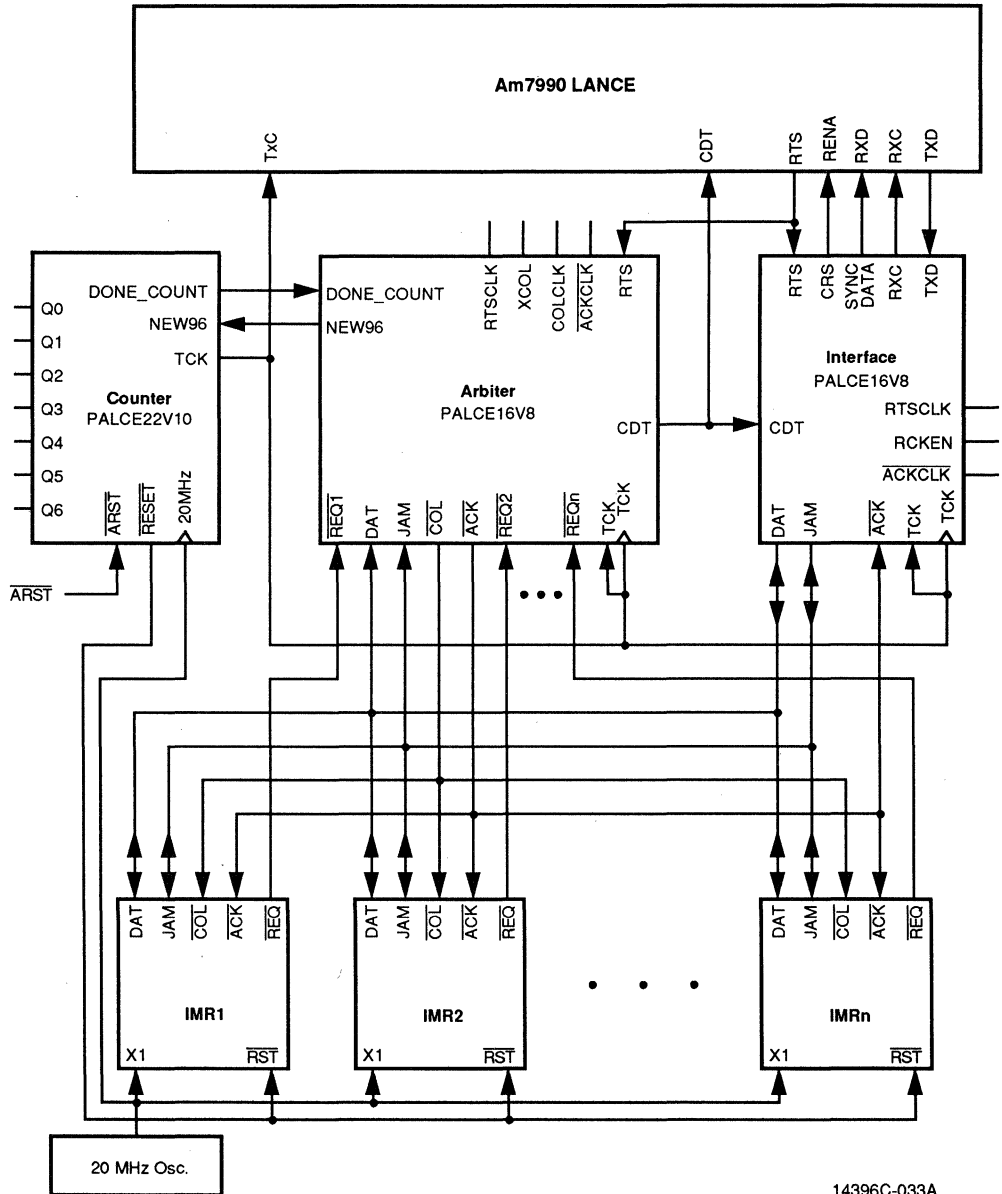 Am7990 LANCE
TxC
CDT
RTS
RENA
RXD
RXC
TXD
DONE_COUNT
NEW96
TCK
Counter
PALCE22V10
Q0
Q1
Q2
Q3
Q4
Q5
Q6
ARST
RESET
20MHz
ARST
DONE_COUNT
NEW96
RTSCLK
XCOL
COLCLK
ACKCLK
RTS
Arbiter
PALCE16V8
CDT
REQ1
DAT
JAM
COL
ACK
REQ2
REQn
TCK
TCK
RTS
CRS
SYNC
DATA
RXC
TXD
Interface
PALCE16V8
CDT
RTSCLK
RCKEN
ACKCLK
DAT
JAM
ACK
TCK
TCK
DAT
JAM
COL
ACK
REQ
IMR1
X1
RST
DAT
JAM
COL
ACK
REQ
IMR2
X1
RST
DAT
JAM
COL
ACK
REQ
IMRn
X1
RST
20 MHz Osc.
14396C-033A